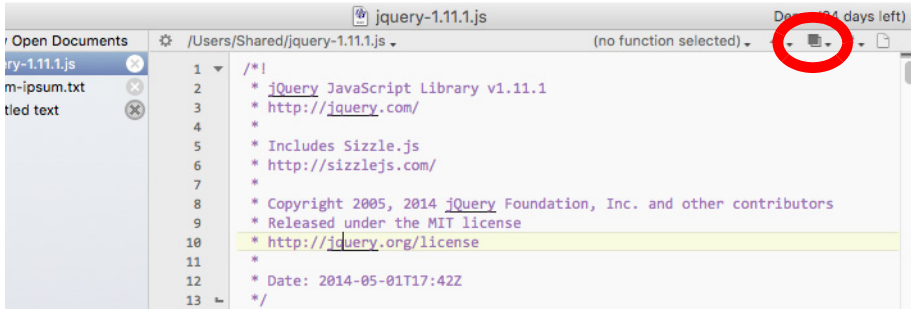 jquery-1.11.1.js
days left)
Open Documents
/Users/Shared/jquery-1.11.1.js
(no function selected)
ry-1.11.1.js
m-ipsum.txt
tled text
1 /*!
2 * jQuery JavaScript Library v1.11.1
3 * http://jquery.com/
4 *
5 * Includes Sizzle.js
6 * http://sizzlejs.com/
7 *
8 * Copyright 2005, 2014 jQuery Foundation, Inc. and other contributors
9 * Released under the MIT license
10 * http://jquery.org/license
11 *
12 * Date: 2014-05-01T17:42Z
13 */